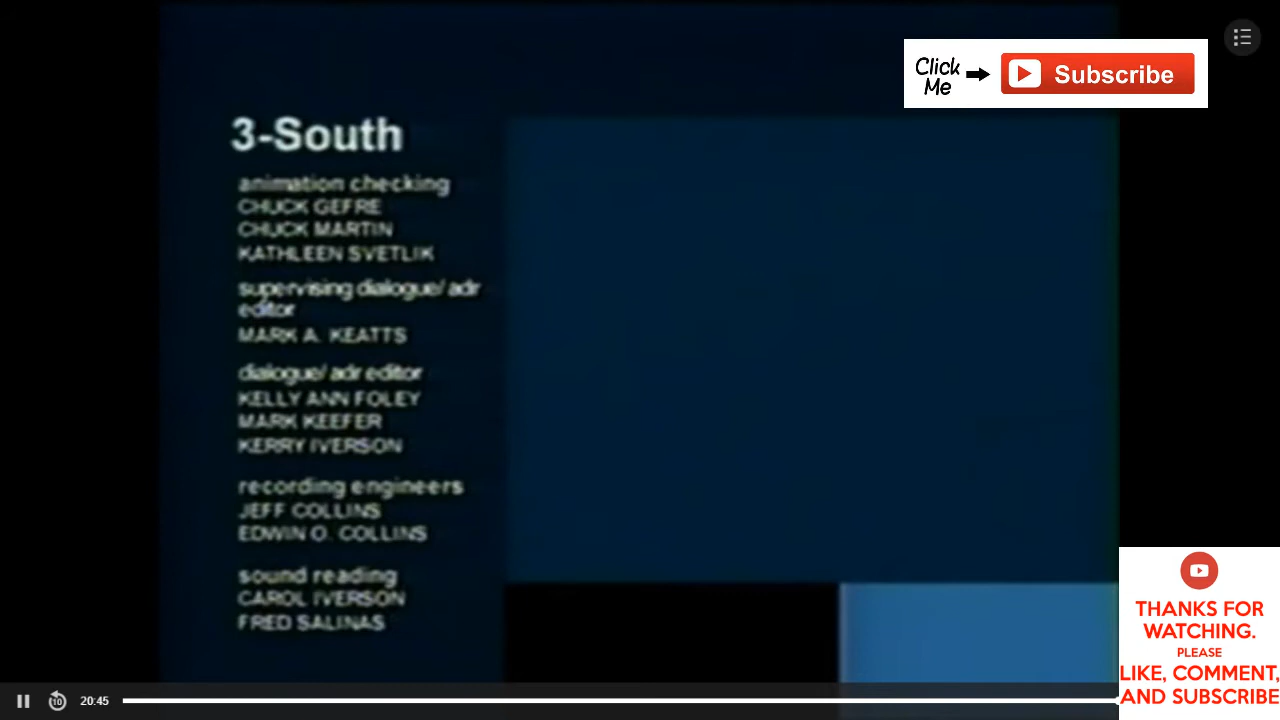 Click
Me
Subscribe
3-South
animation checking
CHUCK GEFRE
CHUCK MARTIN
KATHLEEN SVETLIK
supervising dialogue/ adr
editor
MARK A. KEATTS
dialogue/ adr editor
KELLY ANN FOLEY
MARK KEEFER
KERRY IVERSON
recording engineers
JEFF COLLINS
EDWIN O. COLLINS
sound reading
CAROL IVERSON
FRED SALINAS
THANKS FOR
WATCHING.
PLEASE
LIKE, COMMENT,
AND SUBSCRIBE
10
20:45